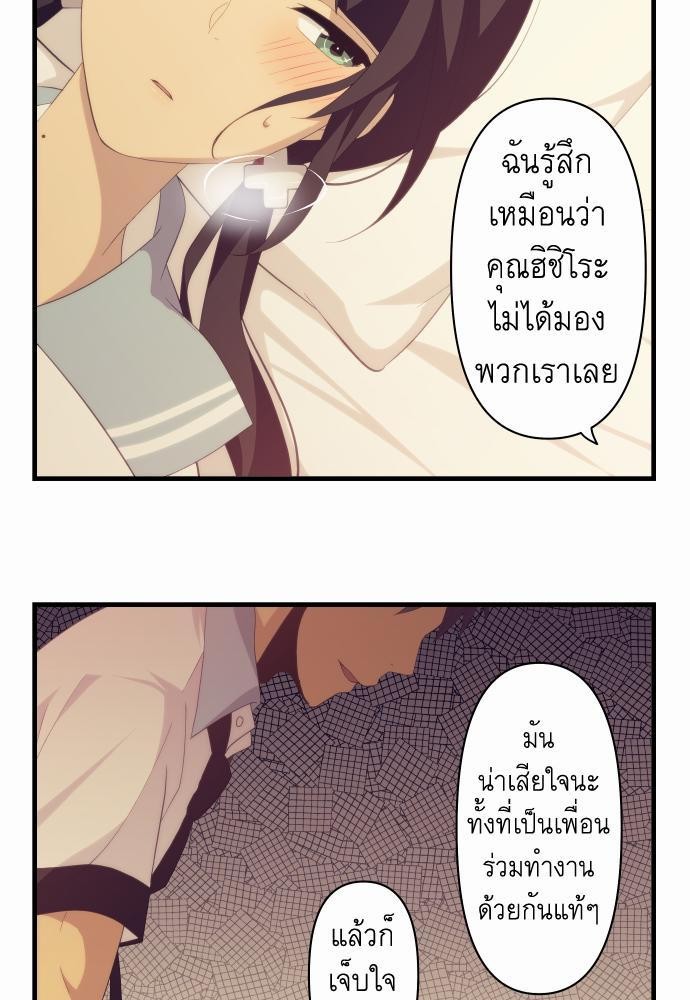 ฉันรู้สึก
เหมือนว่า
คุณฮิชิโระ
ไม่ได้มอง
พวกเราเลย
มัน
น่าเสียใจนะ
ทั้งที่เป็นเพื่อน
ร่วมทำงาน
ด้วยกันแท้ๆ
แล้วก็
เจ็บใจ